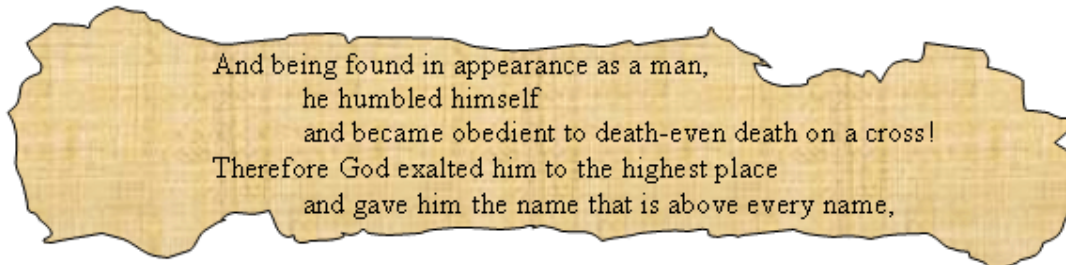 And being found in appearance as a man,
he humbled himself
and became obedient to death-even death on a cross!
Therefore God exalted him to the highest place
and gave him the name that is above every name,